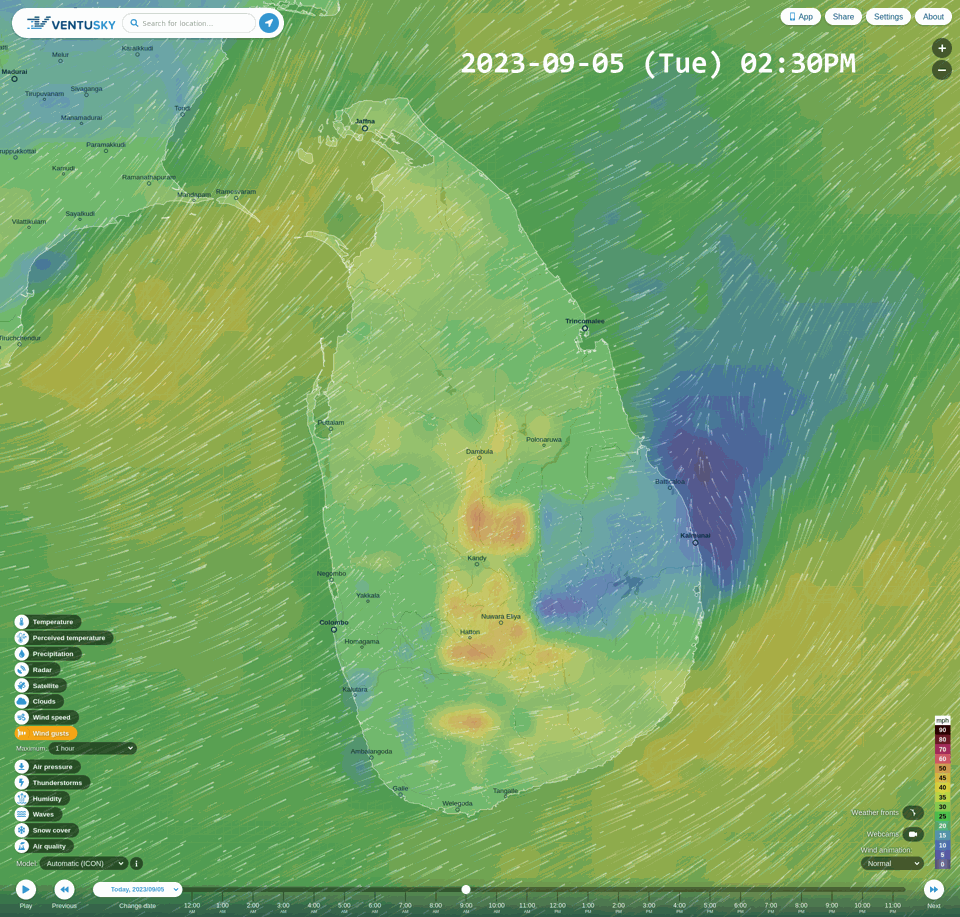 VENTUSKY
Search for location...
App
Share
Settings
About
+
−
2023-09-05 (Tue) 02:30PM
Melur
Karaikkudi
Madurai
Sivaganga
Tirupuvanam
Tondi
Manamadurai
Paramakkudi
ruppukkottai
Kamudi
Ramanathapuram
Mandapam
Rameswaram
Sayalkudi
Vilattikulam
Tiruchchendur
Jaffna
Trincomalee
Puttalam
Polonaruwa
Dambula
Batticaloa
Kalmunai
Kandy
Negombo
Yakkala
Nuwara Eliya
Colombo
Hatton
Homagama
Kalutara
Ambalangoda
Galle
Tangalle
Welegoda
Temperature
Perceived temperature
Precipitation
Radar
Satellite
Clouds
Wind speed
Wind gusts
Maximum: 1 hour
Air pressure
Thunderstorms
Humidity
Waves
Snow cover
Air quality
Model: Automatic (ICON) i
mph
90
80
70
60
50
45
40
35
30
25
20
15
10
5
0
Weather fronts
Webcams
Wind animation:
Normal
Play
Previous
Today, 2023/09/05
Change date
12:00 AM
1:00 AM
2:00 AM
3:00 AM
4:00 AM
5:00 AM
6:00 AM
7:00 AM
8:00 AM
9:00 AM
10:00 AM
11:00 AM
12:00 PM
1:00 PM
2:00 PM
3:00 PM
4:00 PM
5:00 PM
6:00 PM
7:00 PM
8:00 PM
9:00 PM
10:00 PM
11:00 PM
Next